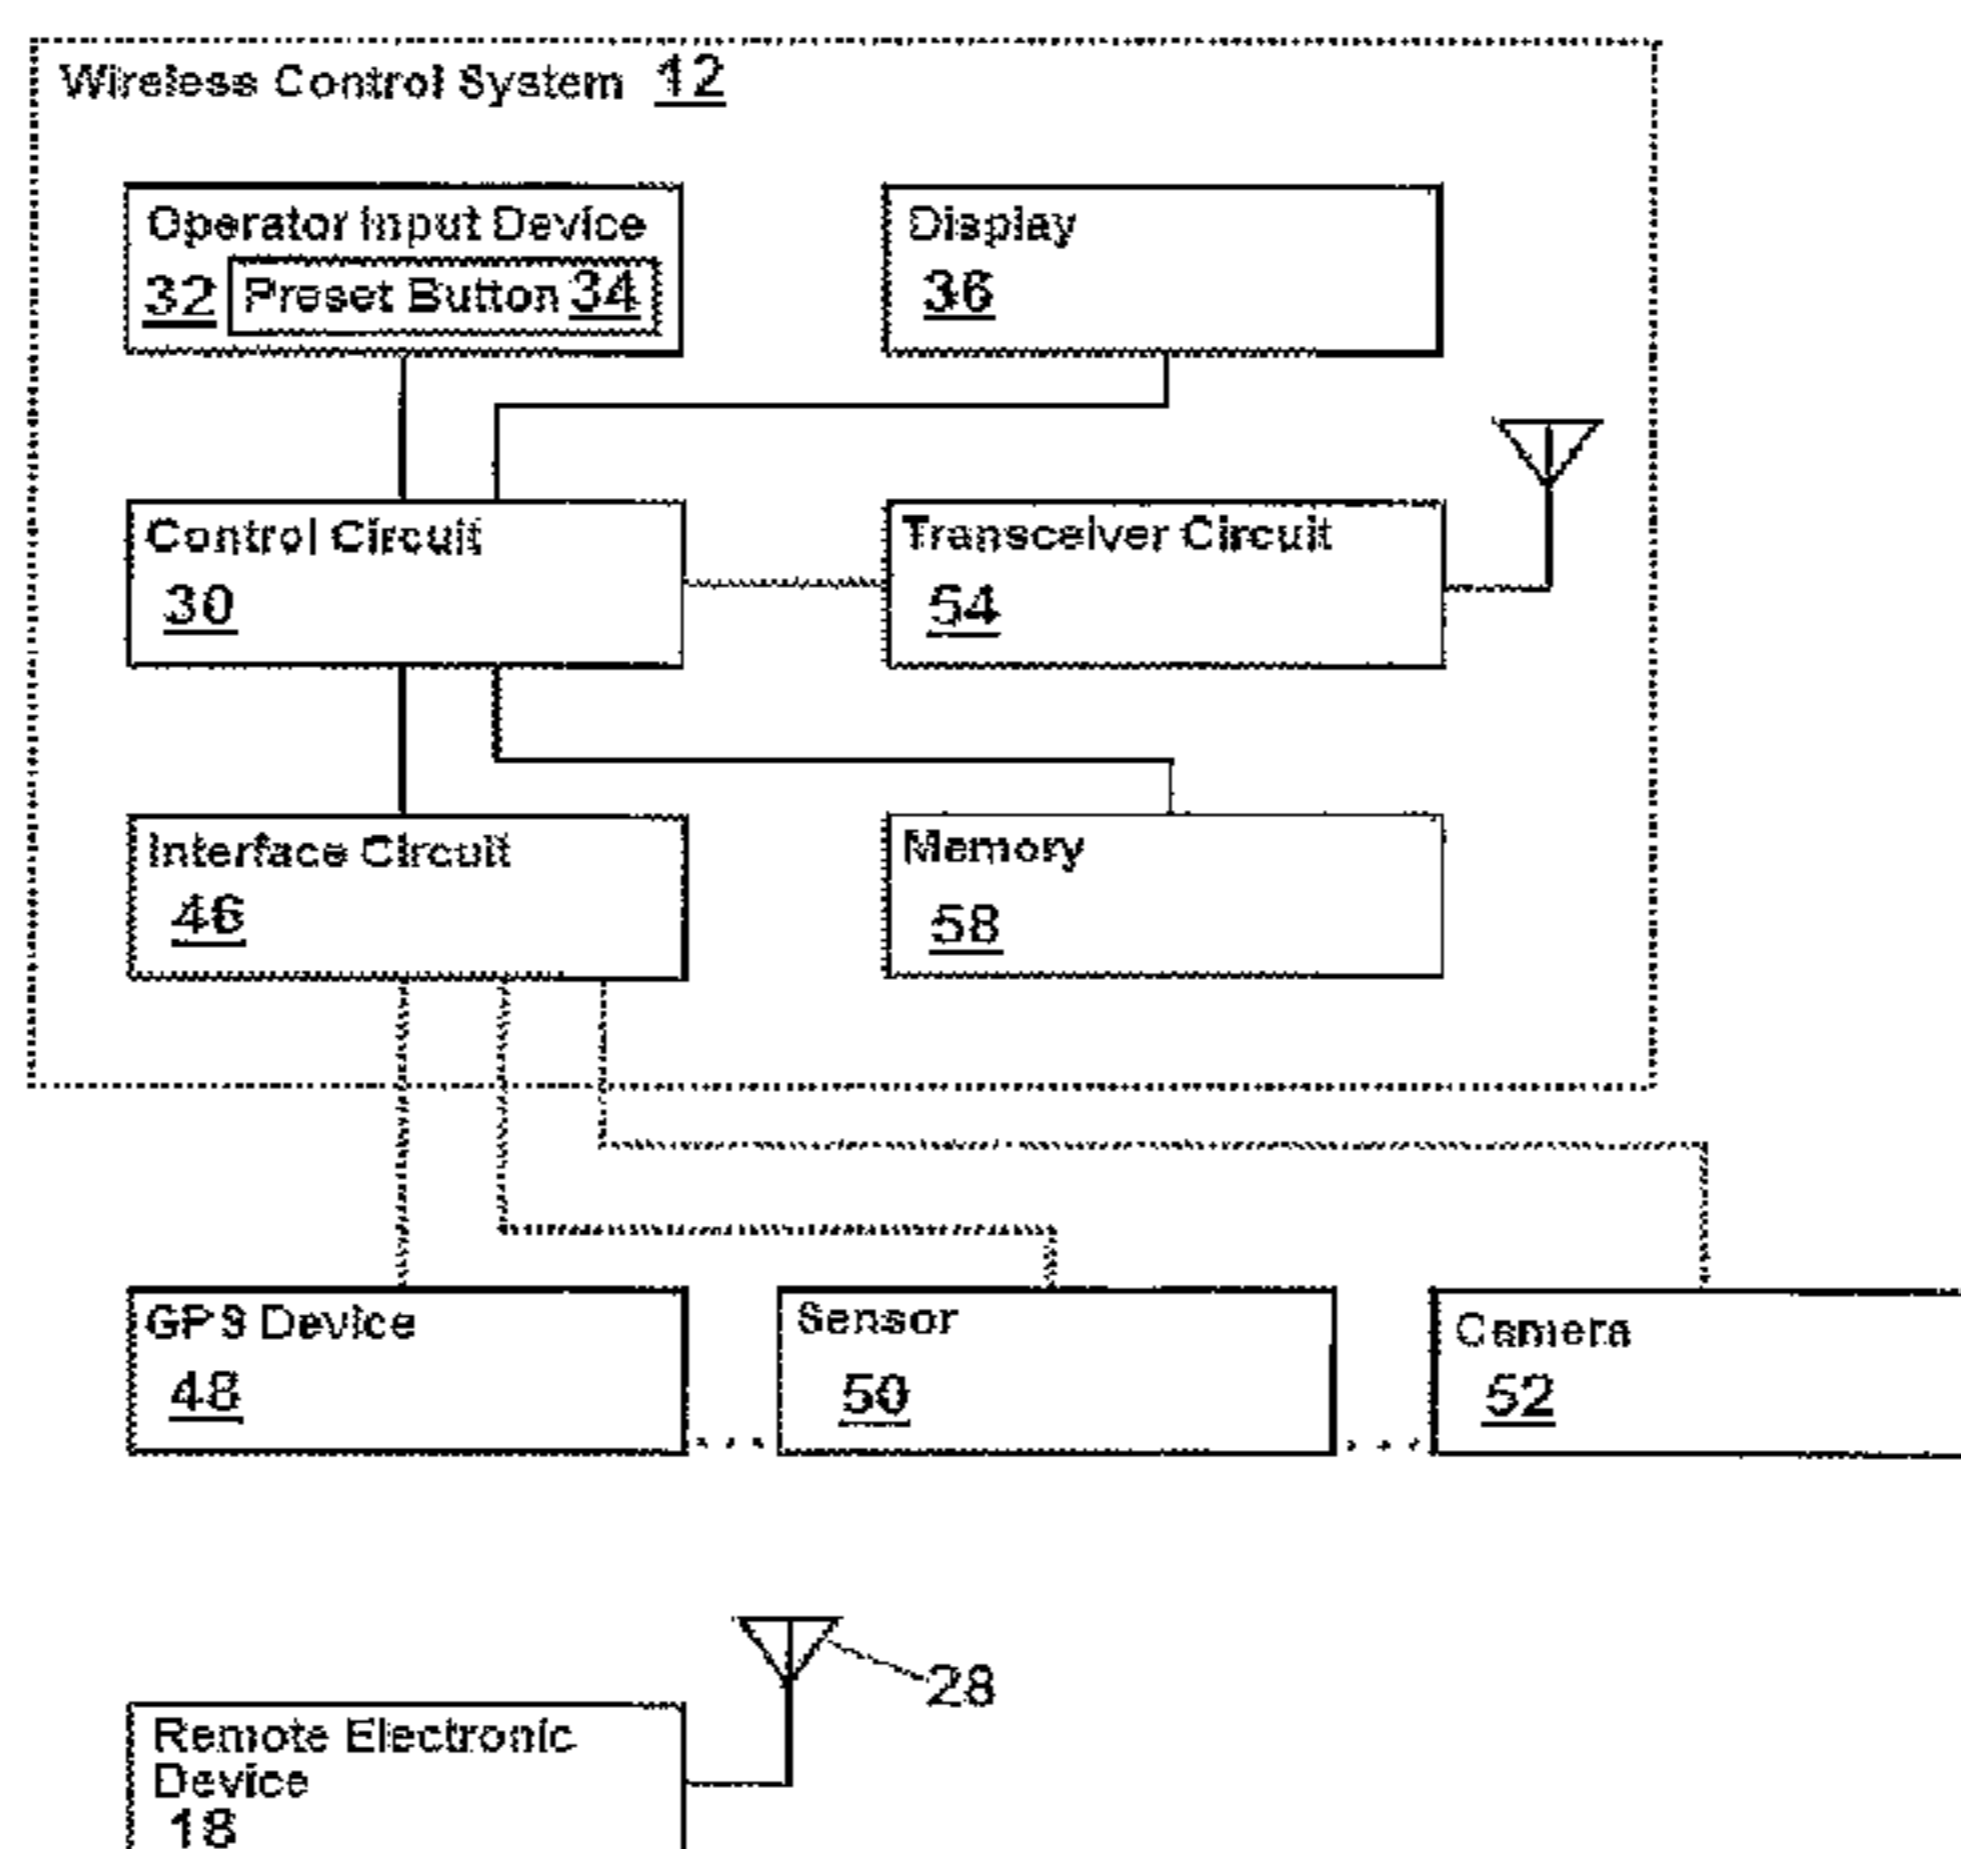 Wireless Control System 12
Operator Input Device
32 Preset Button 34
Display
36
Control Circuit
30
Transceiver Circuit
54
Interface Circuit
46
Memory
58
GPS Device
48
...
Sensor
50
...
Camera
52
28
Remote Electronic
Device
18